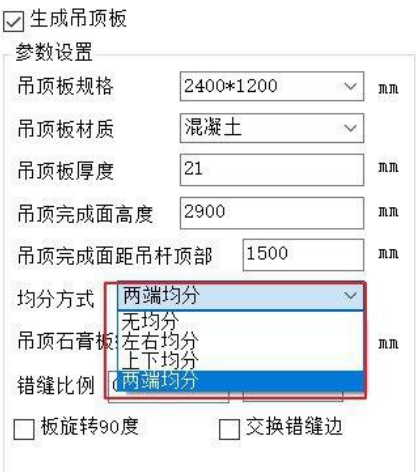 生成吊顶板
参数设置
吊顶板规格 2400*1200 mm
吊顶板材质 混凝土
吊顶板厚度 21 mm
吊顶完成面高度 2900 mm
吊顶完成面距吊杆顶部 1500 mm
均分方式 两端均分
无均分
吊顶石膏板 左右均分 mm
上下均分
错缝比例 两端均分
板旋转90度 交换错缝边